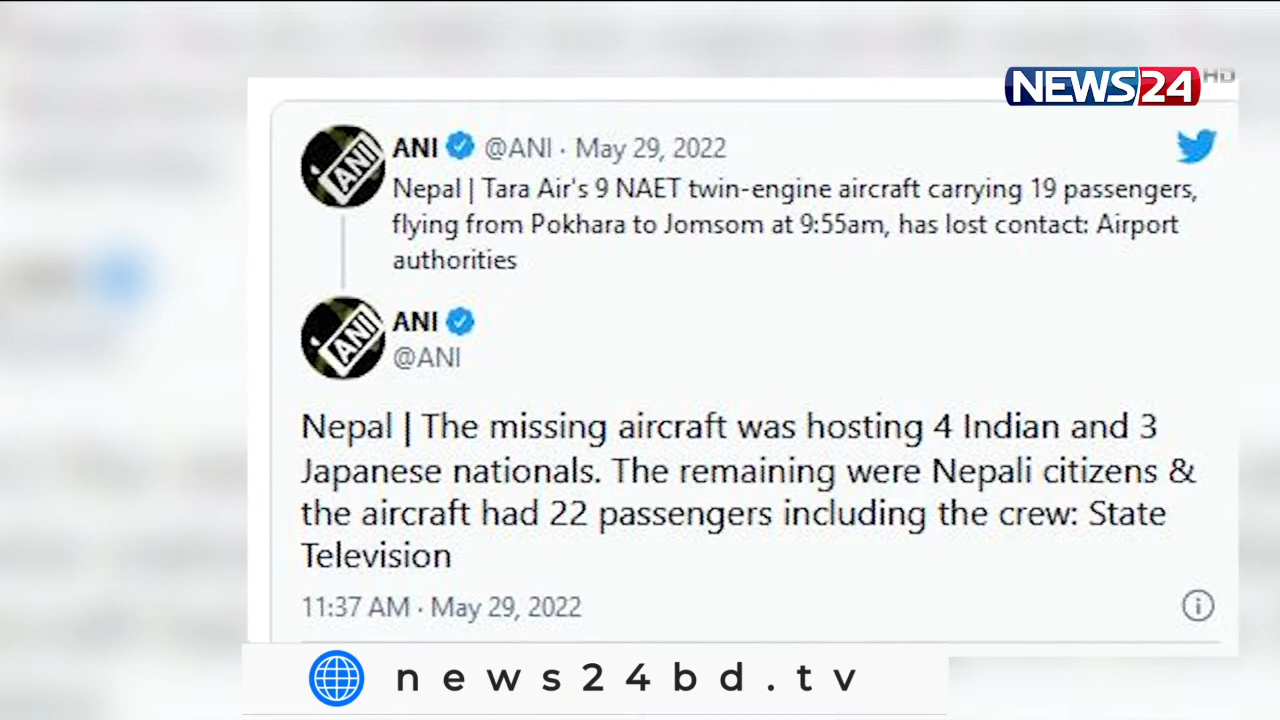 NEWS24 HD
ANI @ANI · May 29, 2022
Nepal | Tara Air's 9 NAET twin-engine aircraft carrying 19 passengers,
flying from Pokhara to Jomsom at 9:55am, has lost contact: Airport
authorities
ANI
@ANI
Nepal | The missing aircraft was hosting 4 Indian and 3
Japanese nationals. The remaining were Nepali citizens &
the aircraft had 22 passengers including the crew: State
Television
11:37 AM · May 29, 2022
news24bd.tv